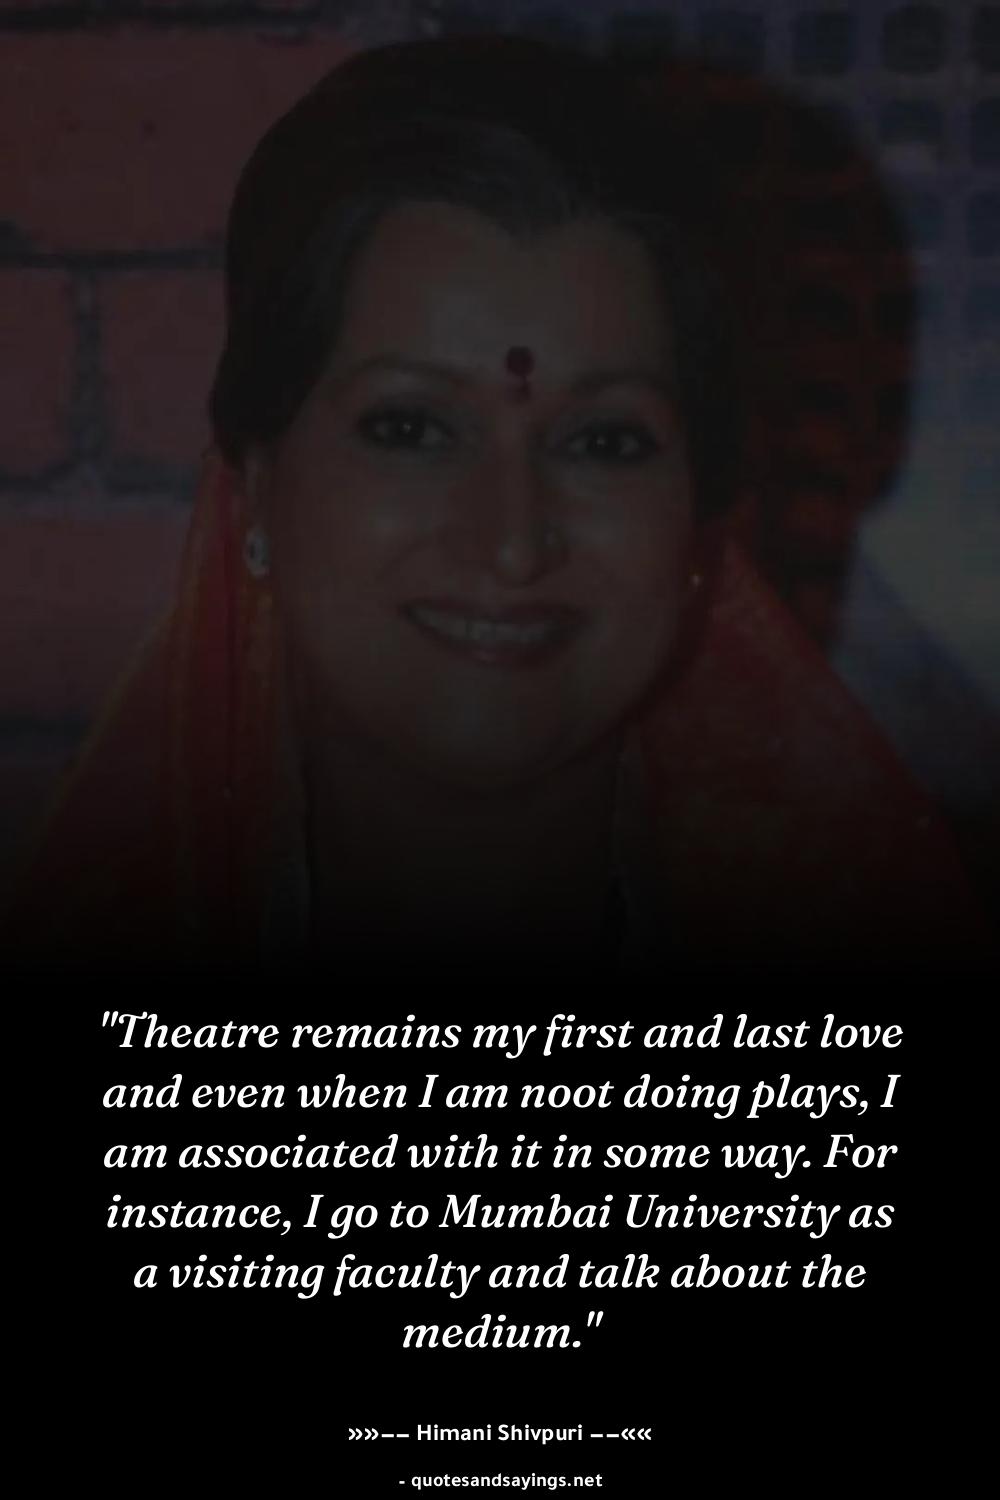 "Theatre remains my first and last love
and even when I am noot doing plays, I
am associated with it in some way. For
instance, I go to Mumbai University as
a visiting faculty and talk about the
medium."
»»−− Himani Shivpuri −−««
- quotesandsayings.net